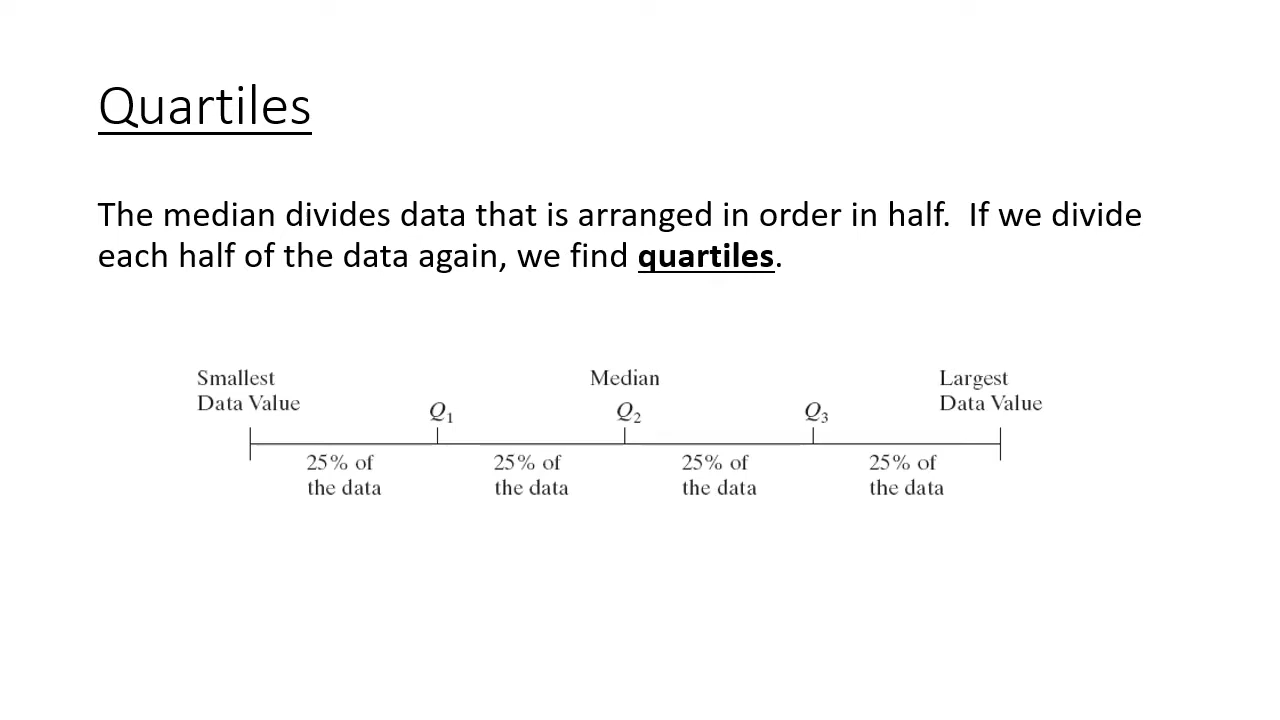 Quartiles
The median divides data that is arranged in order in half.  If we divide
each half of the data again, we find quartiles.
Smallest
Data Value
Median
Largest
Data Value
Q1
Q2
Q3
25% of
the data
25% of
the data
25% of
the data
25% of
the data